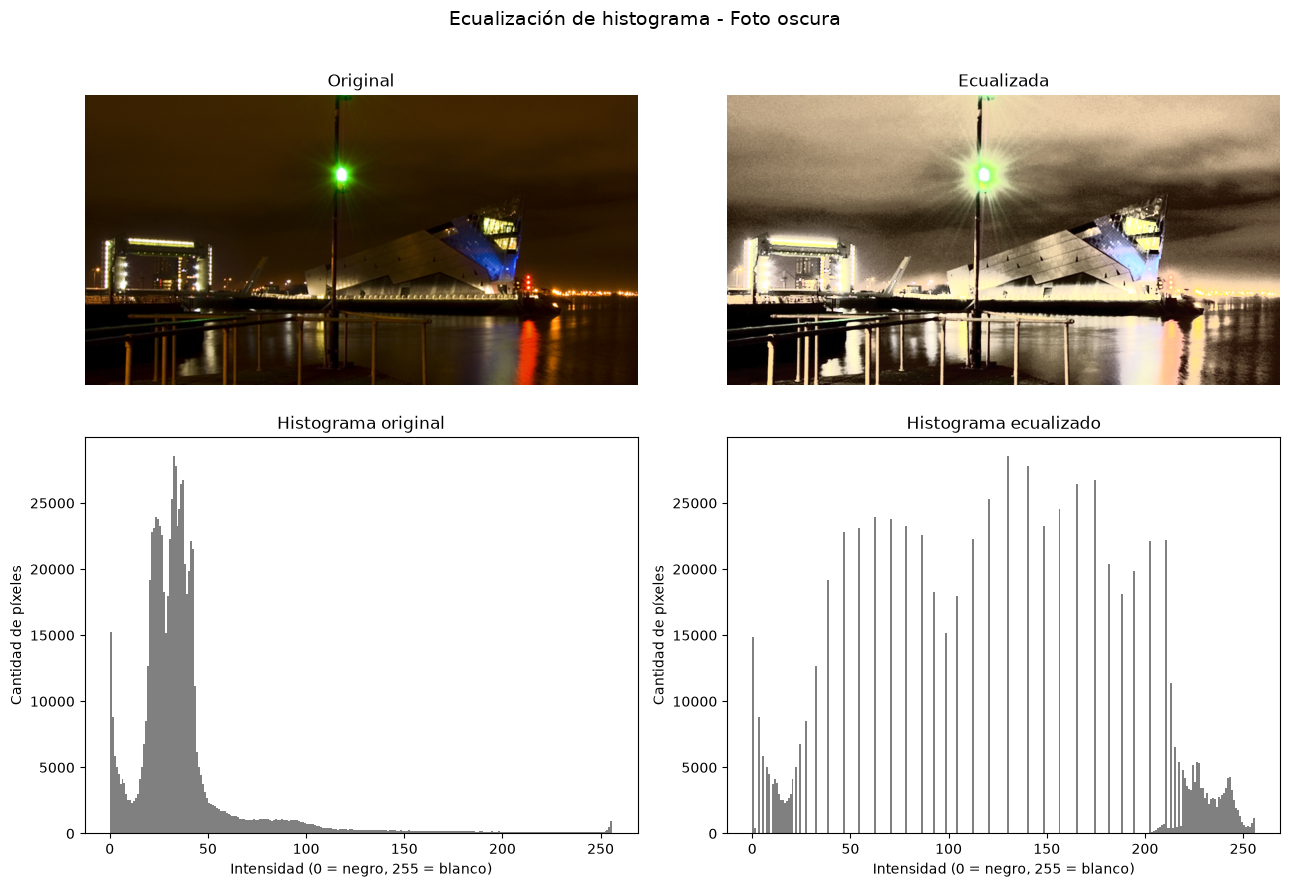 Ecualización de histograma - Foto oscura
Original
Ecualizada
Histograma original
Histograma ecualizado
25000
20000
15000
10000
5000
0
Cantidad de píxeles
0 50 100 150 200 250
Intensidad (0 = negro, 255 = blanco)
25000
20000
15000
10000
5000
0
Cantidad de píxeles
0 50 100 150 200 250
Intensidad (0 = negro, 255 = blanco)